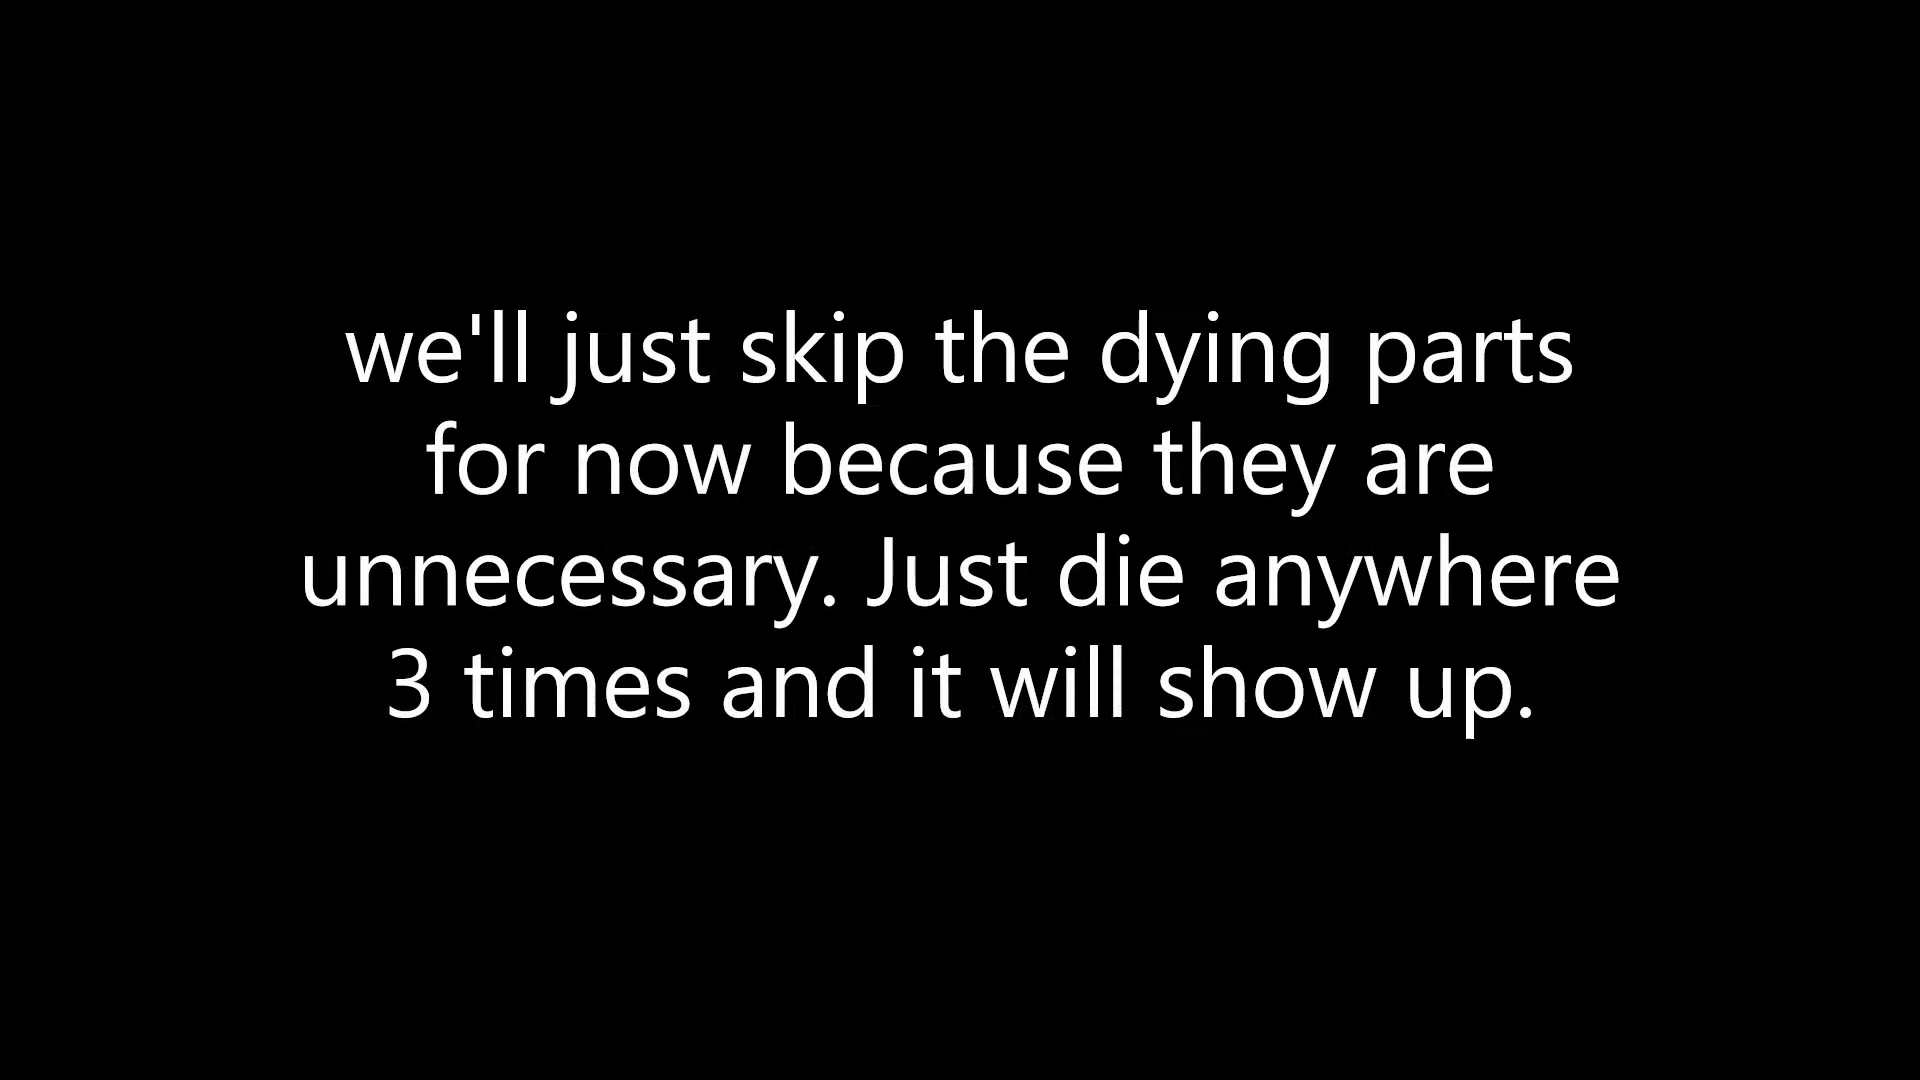 we'll just skip the dying parts
for now because they are
unnecessary. Just die anywhere
3 times and it will show up.